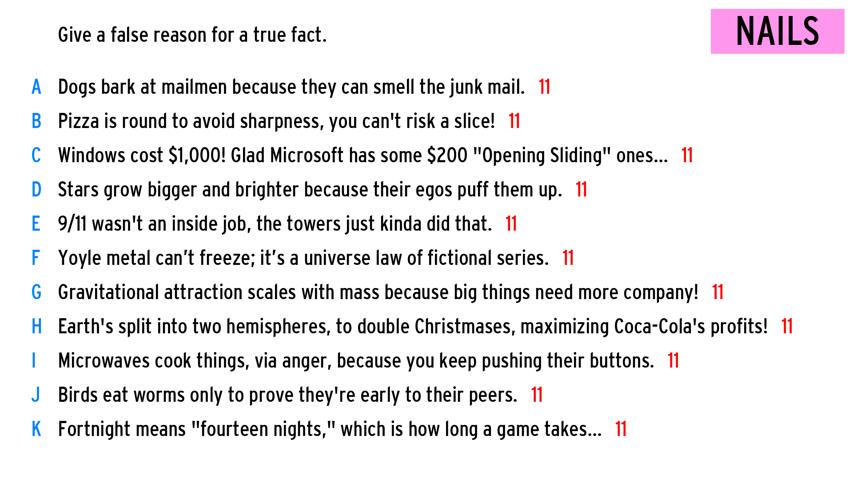 Give a false reason for a true fact.
NAILS
A Dogs bark at mailmen because they can smell the junk mail. 11
B Pizza is round to avoid sharpness, you can't risk a slice! 11
C Windows cost $1,000! Glad Microsoft has some $200 "Opening Sliding" ones... 11
D Stars grow bigger and brighter because their egos puff them up. 11
E 9/11 wasn't an inside job, the towers just kinda did that. 11
F Yoyle metal can’t freeze; it’s a universe law of fictional series. 11
G Gravitational attraction scales with mass because big things need more company! 11
H Earth's split into two hemispheres, to double Christmases, maximizing Coca-Cola's profits! 11
I Microwaves cook things, via anger, because you keep pushing their buttons. 11
J Birds eat worms only to prove they're early to their peers. 11
K Fortnight means "fourteen nights," which is how long a game takes... 11